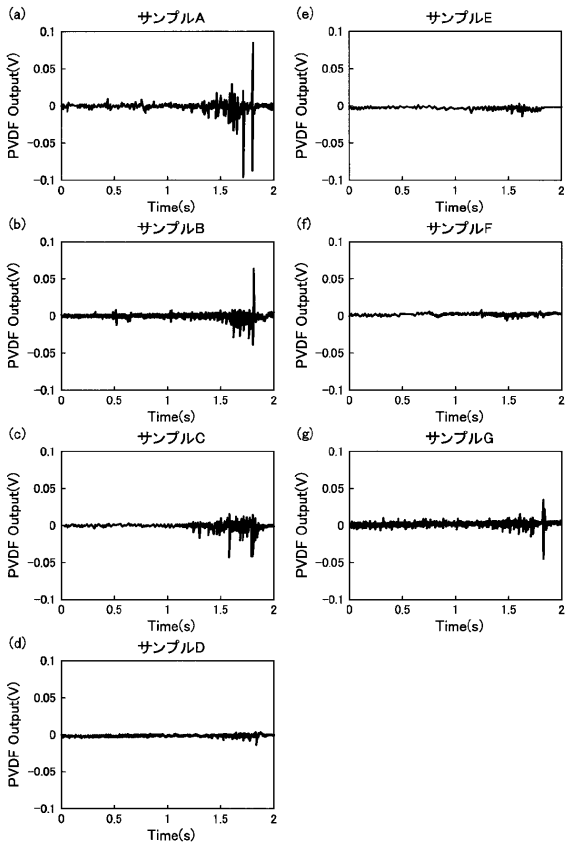 (a)
サンプルA
PVDF Output(V)
0.1
0.05
0
−0.05
−0.1
0 0.5 1 1.5 2
Time(s)
(b)
サンプルB
PVDF Output(V)
0.1
0.05
0
−0.05
−0.1
0 0.5 1 1.5 2
Time(s)
(c)
サンプルC
PVDF Output(V)
0.1
0.05
0
−0.05
−0.1
0 0.5 1 1.5 2
Time(s)
(d)
サンプルD
PVDF Output(V)
0.1
0.05
0
−0.05
−0.1
0 0.5 1 1.5 2
Time(s)
(e)
サンプルE
PVDF Output(V)
0.1
0.05
0
−0.05
−0.1
0 0.5 1 1.5 2
Time(s)
(f)
サンプルF
PVDF Output(V)
0.1
0.05
0
−0.05
−0.1
0 0.5 1 1.5 2
Time(s)
(g)
サンプルG
PVDF Output(V)
0.1
0.05
0
−0.05
−0.1
0 0.5 1 1.5 2
Time(s)